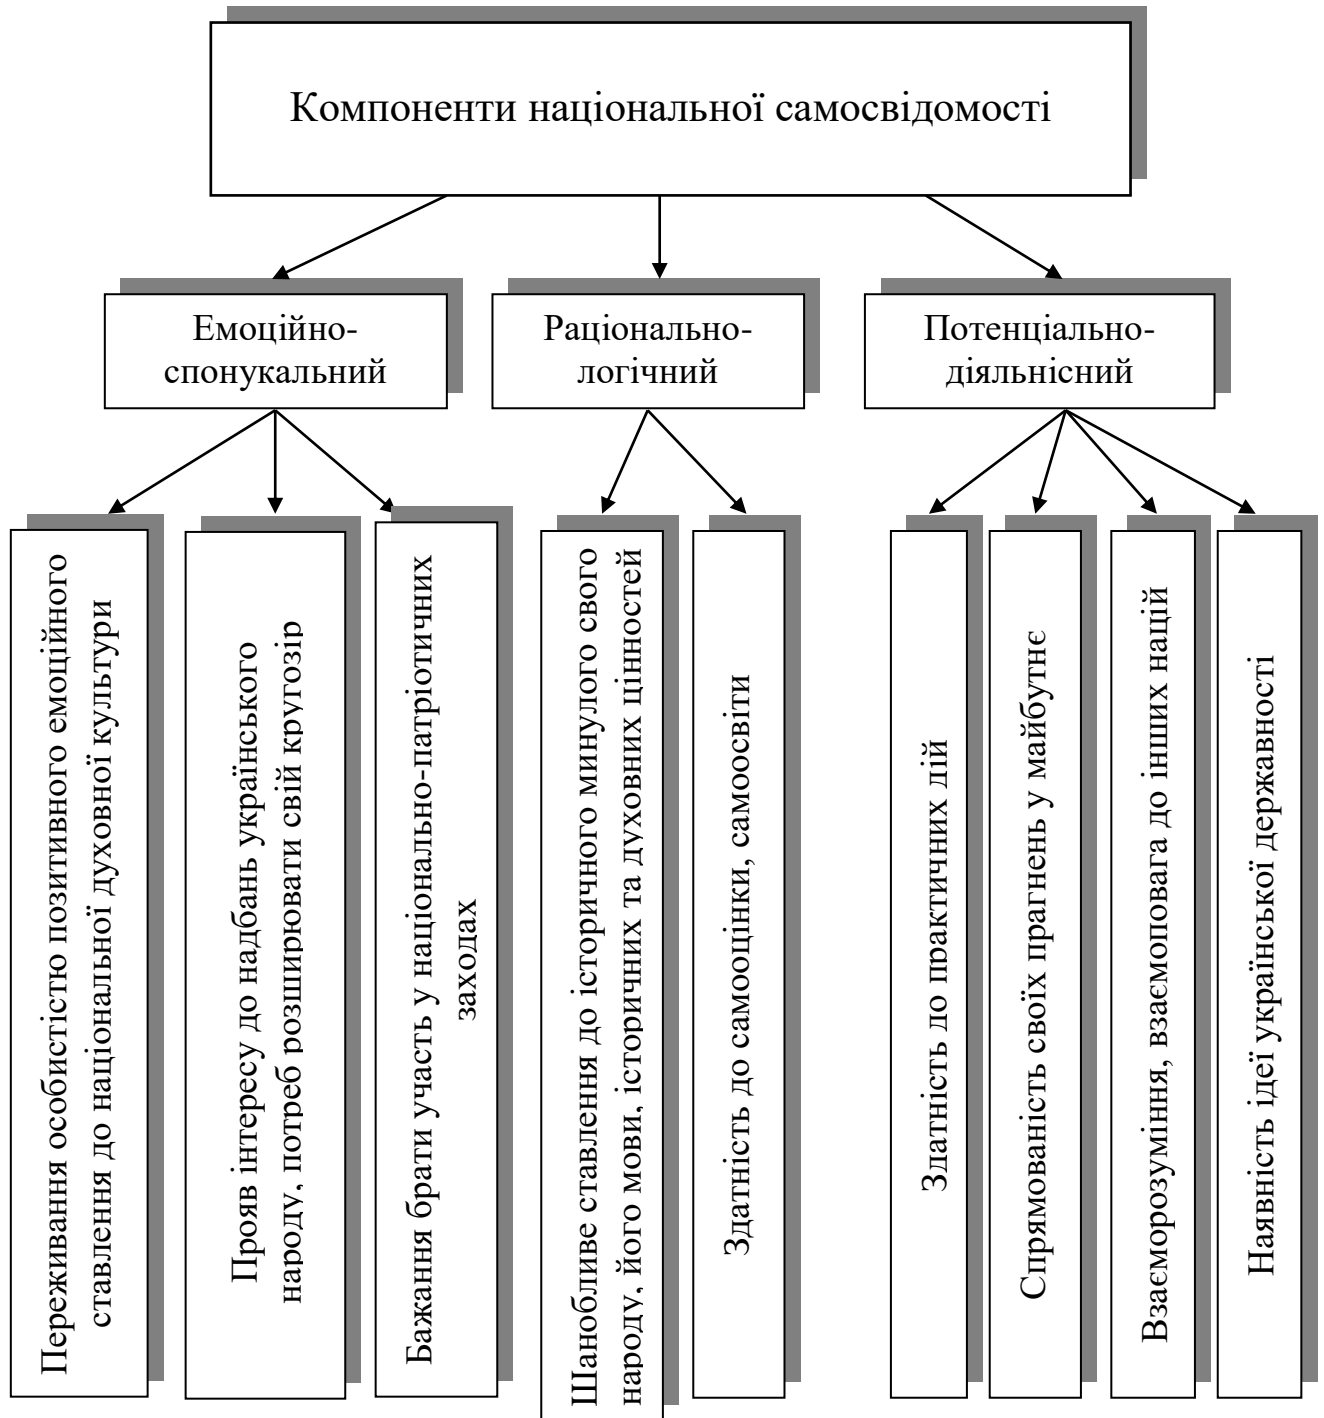 Компоненти національної самосвідомості
Емоційно-
спонукальний
Раціонально-
логічний
Потенціально-
діяльнісний
Переживання особистістю позитивного емоційного
ставлення до національної духовної культури
Прояв інтересу до надбань українського
народу, потреб розширювати свій кругозір
Бажання брати участь у національно-патріотичних
заходах
Шанобливе ставлення до історичного минулого свого
народу, його мови, історичних та духовних цінностей
Здатність до самооцінки, самоосвіти
Здатність до практичних дій
Спрямованість своїх прагнень у майбутнє
Взаєморозуміння, взаємоповага до інших націй
Наявність ідеї української державності